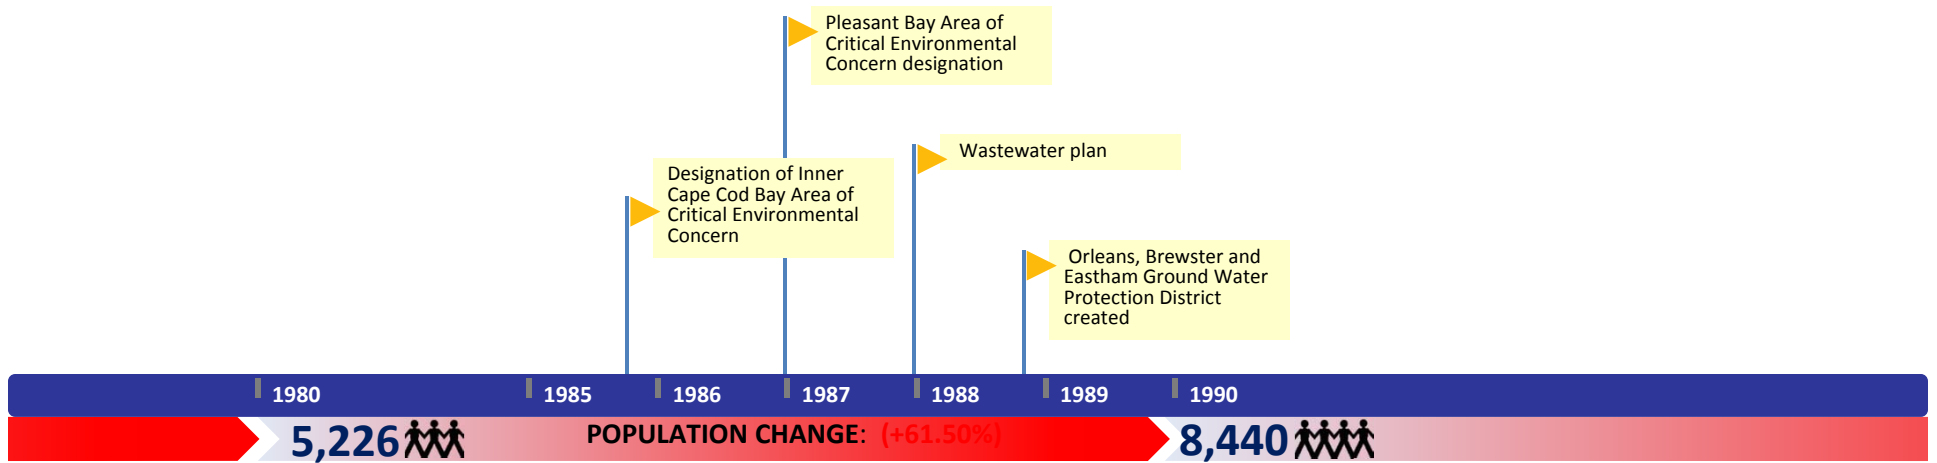 Pleasant Bay Area of
Critical Environmental
Concern designation
Wastewater plan
Designation of Inner
Cape Cod Bay Area of
Critical Environmental
Concern
Orleans, Brewster and
Eastham Ground Water
Protection District
created
1980 1985 1986 1987 1988 1989 1990
5,226 POPULATION CHANGE: (+61.50%) 8,440